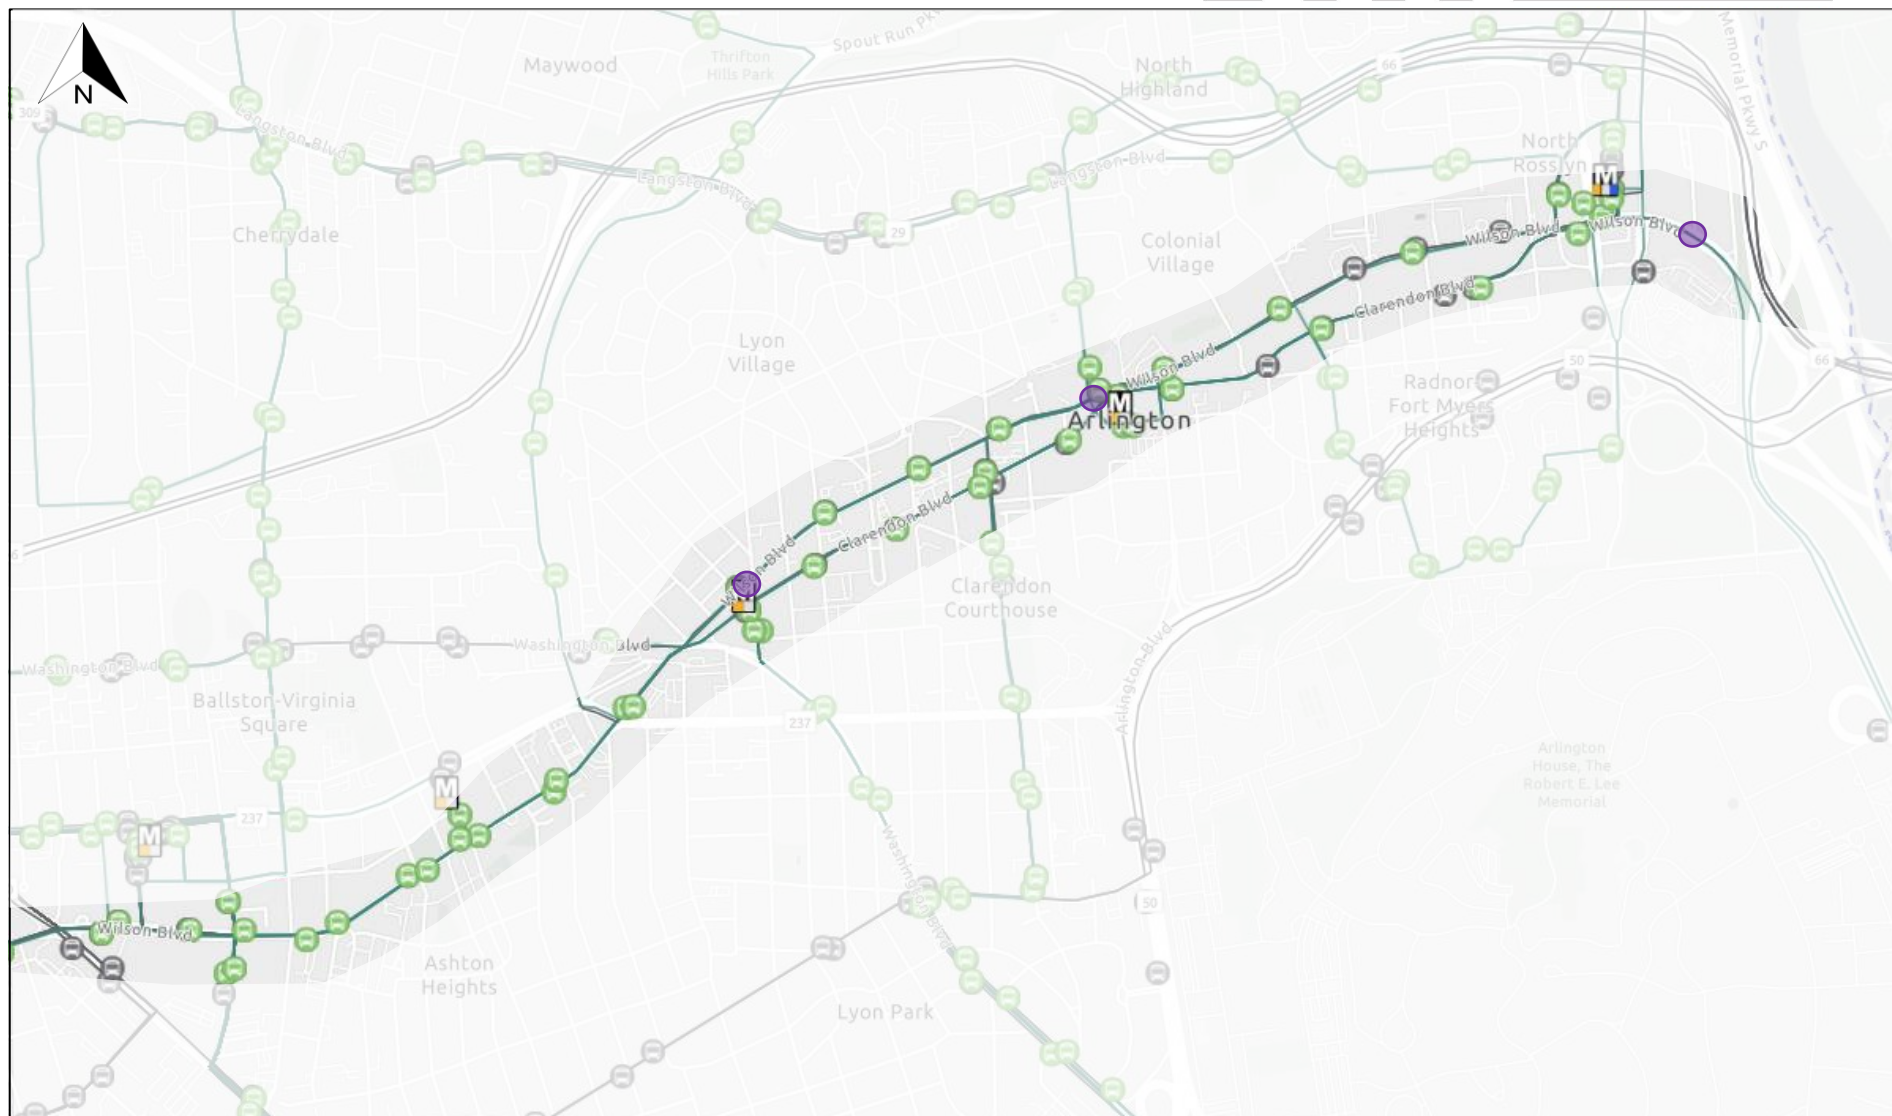 N
Maywood
Thrifton
Hills Park
Spout Run Pkwy
North
Highland
66
Memorial Pkwy S
309
Langston Blvd
North
Rosslyn
M
Langston Blvd
Langston Blvd
29
Cherrydale
Colonial
Village
Wilson Blvd
Wilson Blvd
Clarendon Blvd
Lyon
Village
Wilson Blvd
50
66
Radnor-
Fort Myers
Heights
M
Arlington
Clarendon Blvd
Wilson Blvd
Clarendon
Courthouse
Washington Blvd
Washington Blvd
Arlington Blvd
Ballston-Virginia
Square
237
Arlington
House, The
Robert E. Lee
Memorial
M
237
M
Washington Blvd
50
Wilson Blvd
Ashton
Heights
Lyon Park